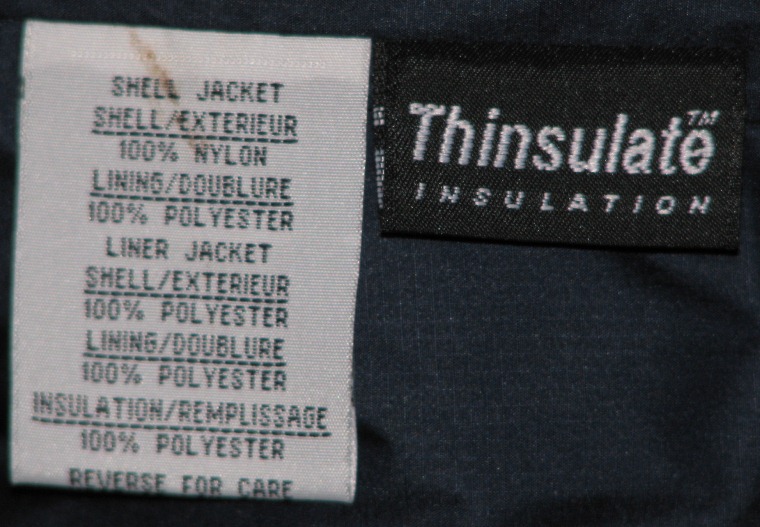 SHELL JACKET
SHELL/EXTERIEUR
100% NYLON
LINING/DOUBLURE
100% POLYESTER
LINER JACKET
SHELL/EXTERIEUR
100% POLYESTER
LINING/DOUBLURE
100% POLYESTER
INSULATION/REMPLISSAGE
100% POLYESTER
REVERSE FOR CARE
Thinsulate™
INSULATION